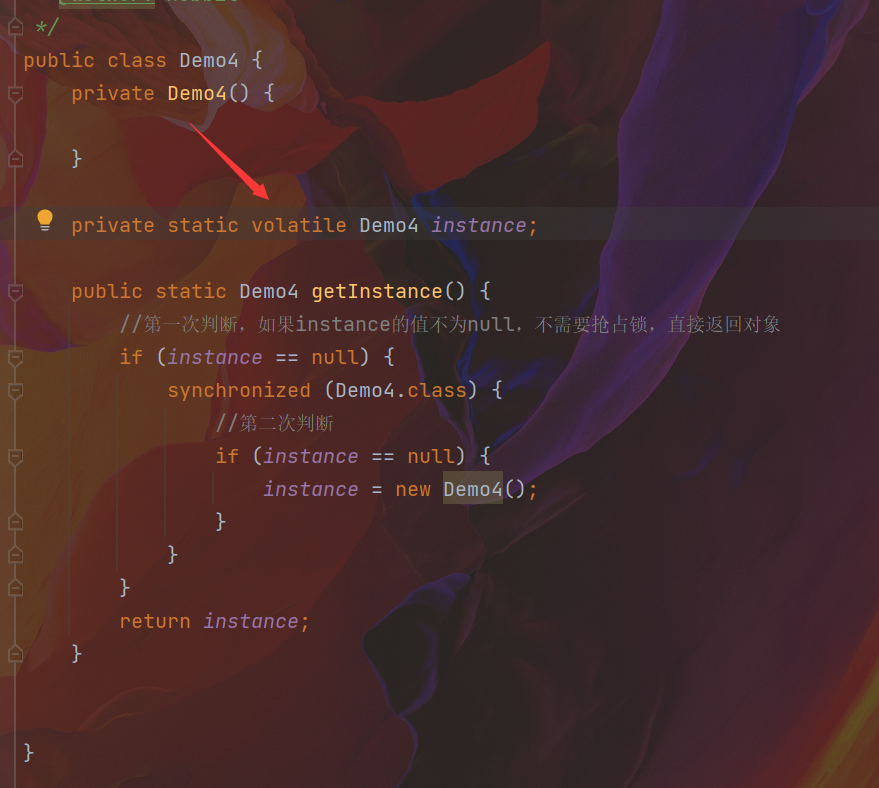 */
public class Demo4 {
private Demo4() {
}
private static volatile Demo4 instance;
public static Demo4 getInstance() {
//第一次判断，如果instance的值不为null，不需要抢占锁，直接返回对象
if (instance == null) {
synchronized (Demo4.class) {
//第二次判断
if (instance == null) {
instance = new Demo4();
}
}
}
return instance;
}
}